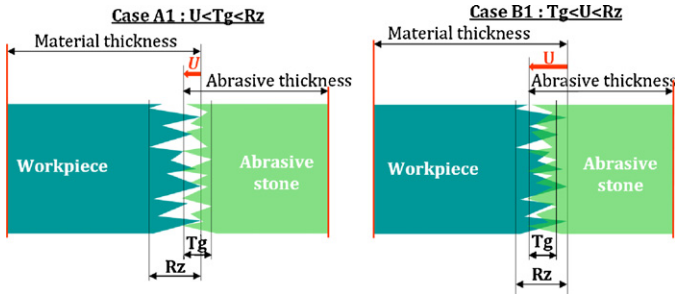 Case A1 : U<Tg<Rz
Material thickness
U
Abrasive thickness
Workpiece
Abrasive
stone
Tg
Rz
Case B1 : Tg<U<Rz
Material thickness
U
Abrasive thickness
Workpiece
Abrasive
stone
Tg
Rz